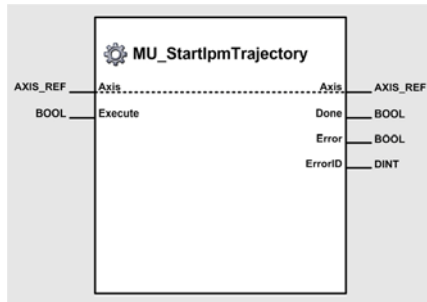 MU_StartIpmTrajectory
AXIS_REF Axis Axis AXIS_REF
BOOL Execute Done BOOL
Error BOOL
ErrorID DINT